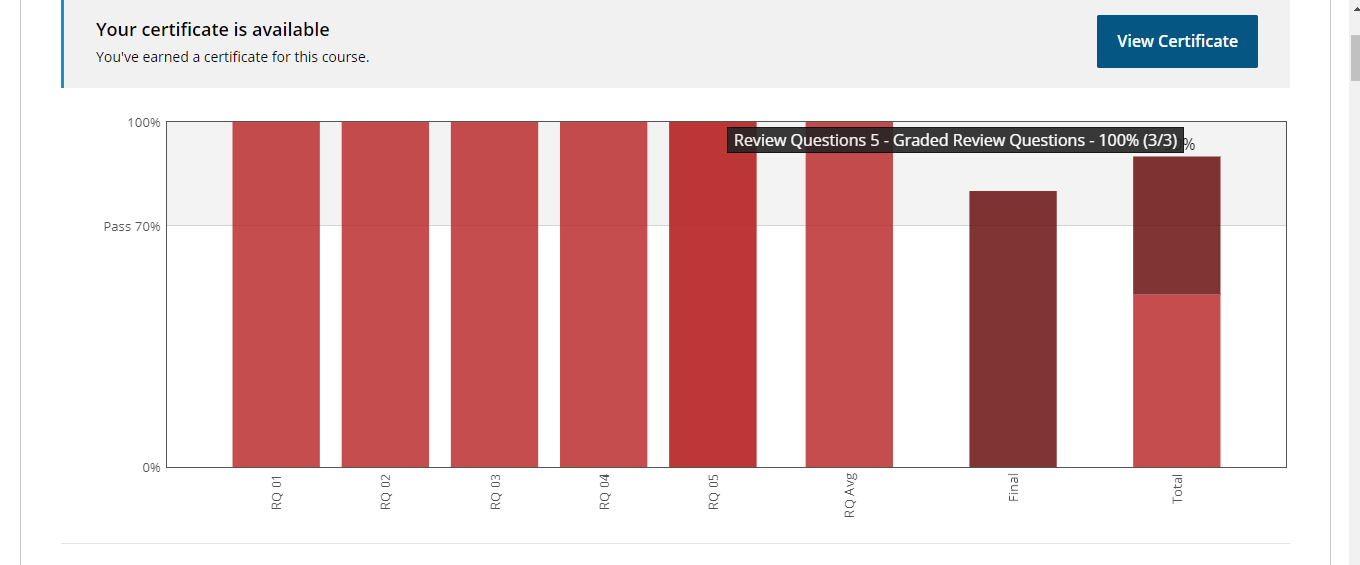 Your certificate is available
You've earned a certificate for this course.
View Certificate
100%
Review Questions 5 - Graded Review Questions - 100% (3/3)
%
Pass 70%
0%
RQ 01
RQ 02
RQ 03
RQ 04
RQ 05
RQ Avg
Final
Total